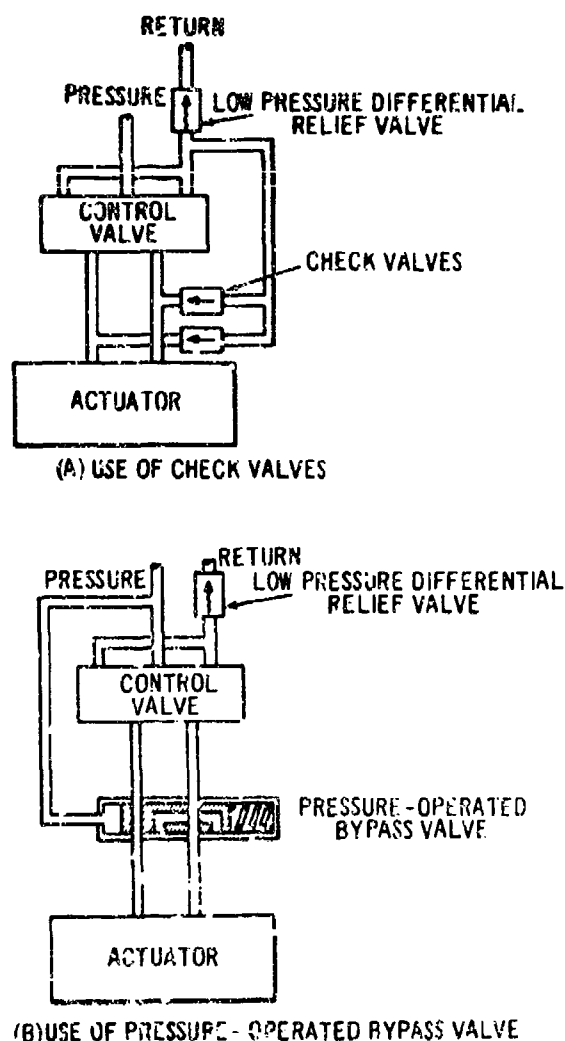 RETURN
PRESSURE
LOW PRESSURE DIFFERENTIAL
RELIEF VALVE
CONTROL
VALVE
CHECK VALVES
ACTUATOR
(A) USE OF CHECK VALVES
RETURN
PRESSURE
LOW PRESSURE DIFFERENTIAL
RELIEF VALVE
CONTROL
VALVE
PRESSURE-OPERATED
BYPASS VALVE
ACTUATOR
(B) USE OF PRESSURE-OPERATED BYPASS VALVE